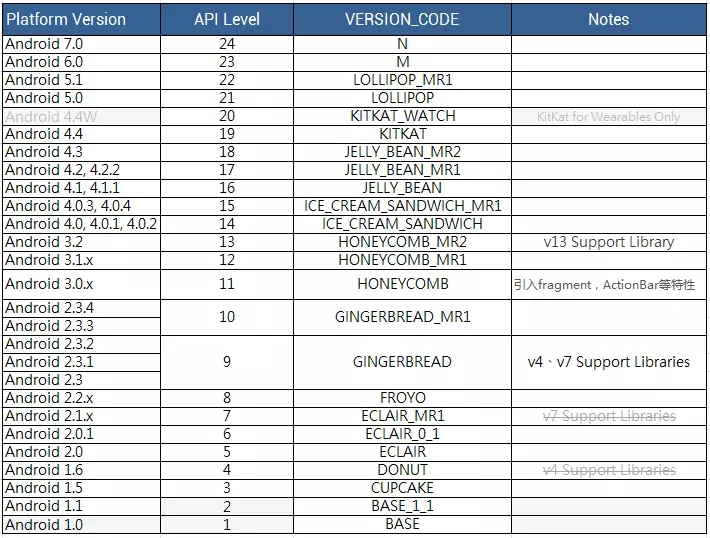 Platform Version API Level VERSION_CODE Notes
Android 7.0 24 N
Android 6.0 23 M
Android 5.1 22 LOLLIPOP_MR1
Android 5.0 21 LOLLIPOP
Android 4.4W 20 KITKAT_WATCH KitKat for Wearables Only
Android 4.4 19 KITKAT
Android 4.3 18 JELLY_BEAN_MR2
Android 4.2, 4.2.2 17 JELLY_BEAN_MR1
Android 4.1, 4.1.1 16 JELLY_BEAN
Android 4.0.3, 4.0.4 15 ICE_CREAM_SANDWICH_MR1
Android 4.0, 4.0.1, 4.0.2 14 ICE_CREAM_SANDWICH
Android 3.2 13 HONEYCOMB_MR2 v13 Support Library
Android 3.1.x 12 HONEYCOMB_MR1
Android 3.0.x 11 HONEYCOMB 引入fragment，ActionBar等特性
Android 2.3.4
10 GINGERBREAD_MR1
Android 2.3.3
Android 2.3.2
Android 2.3.1 9 GINGERBREAD v4、v7 Support Libraries
Android 2.3
Android 2.2.x 8 FROYO
Android 2.1.x 7 ECLAIR_MR1 v7 Support Libraries
Android 2.0.1 6 ECLAIR_0_1
Android 2.0 5 ECLAIR
Android 1.6 4 DONUT v4 Support Libraries
Android 1.5 3 CUPCAKE
Android 1.1 2 BASE_1_1
Android 1.0 1 BASE